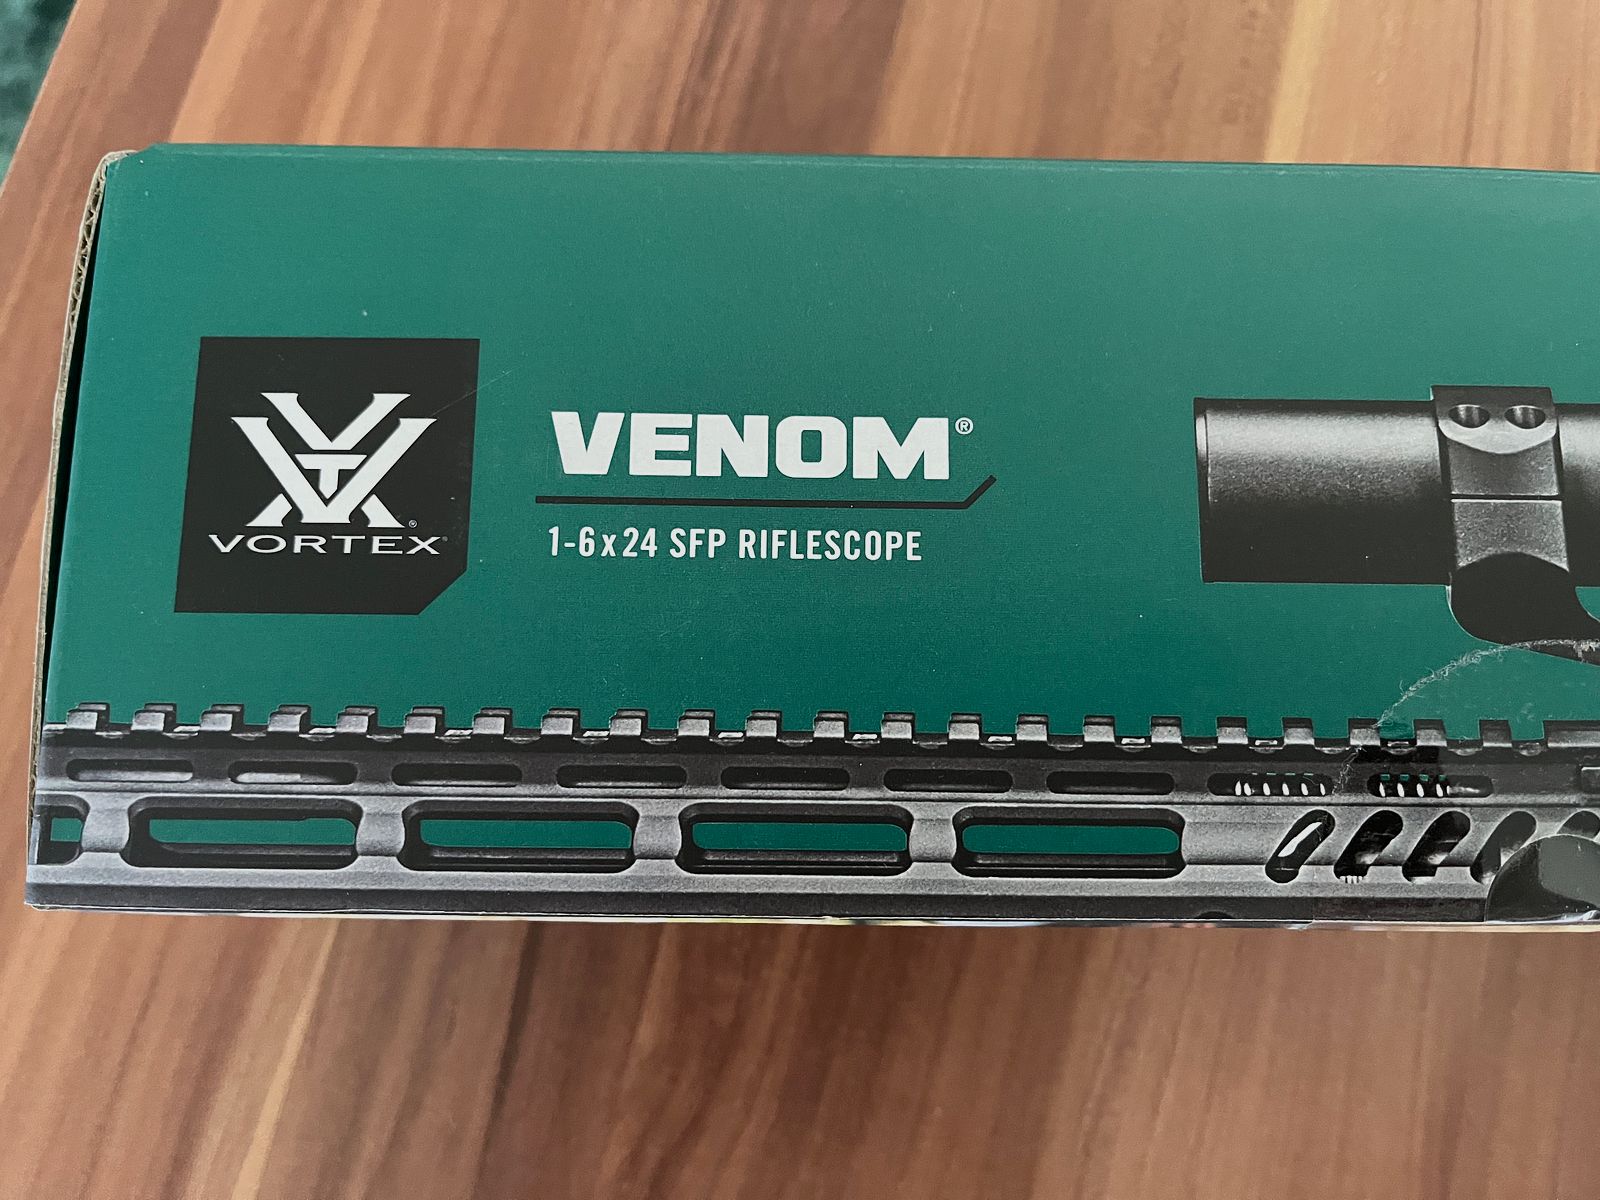 VORTEX
VENOM®
1-6x24 SFP RIFLESCOPE